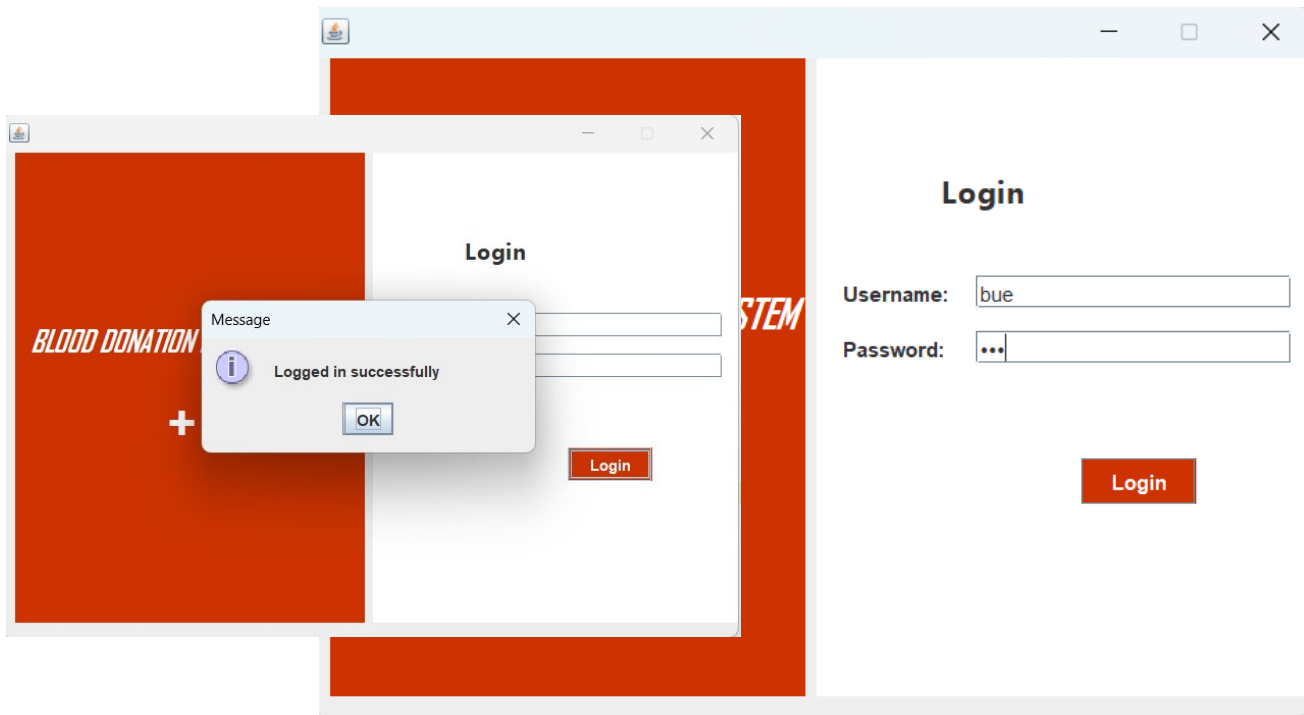 Login
BLOOD DONATION
Message
Logged in successfully
OK
Login
STEM
Login
Username: bue
Password: •••
Login